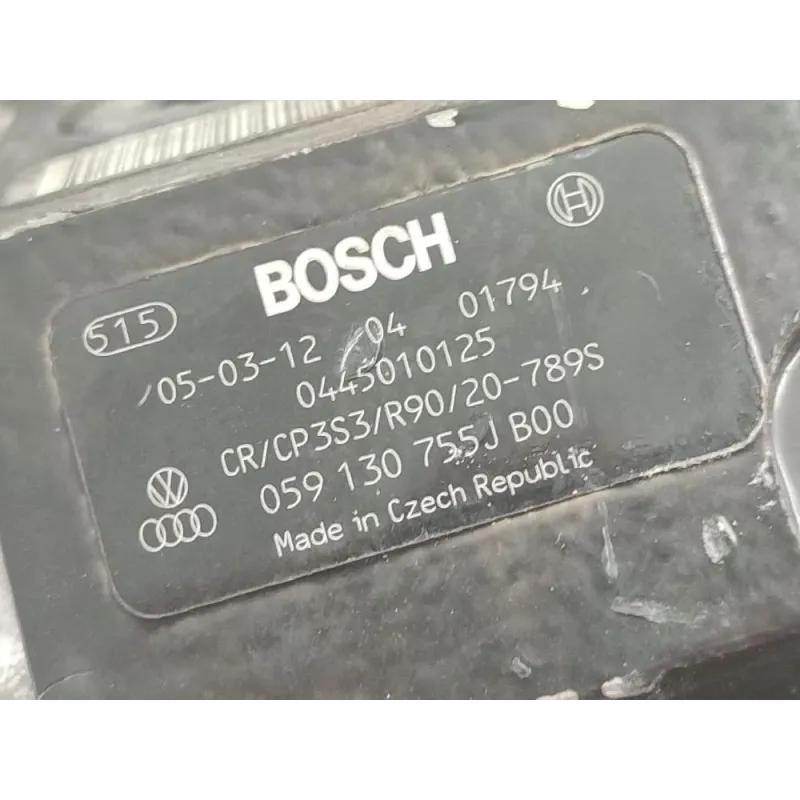 BOSCH
515
05-03-12 04 01794
0445010125
CR/CP3S3/R90/20-789S
059 130 755J B00
Made in Czech Republic